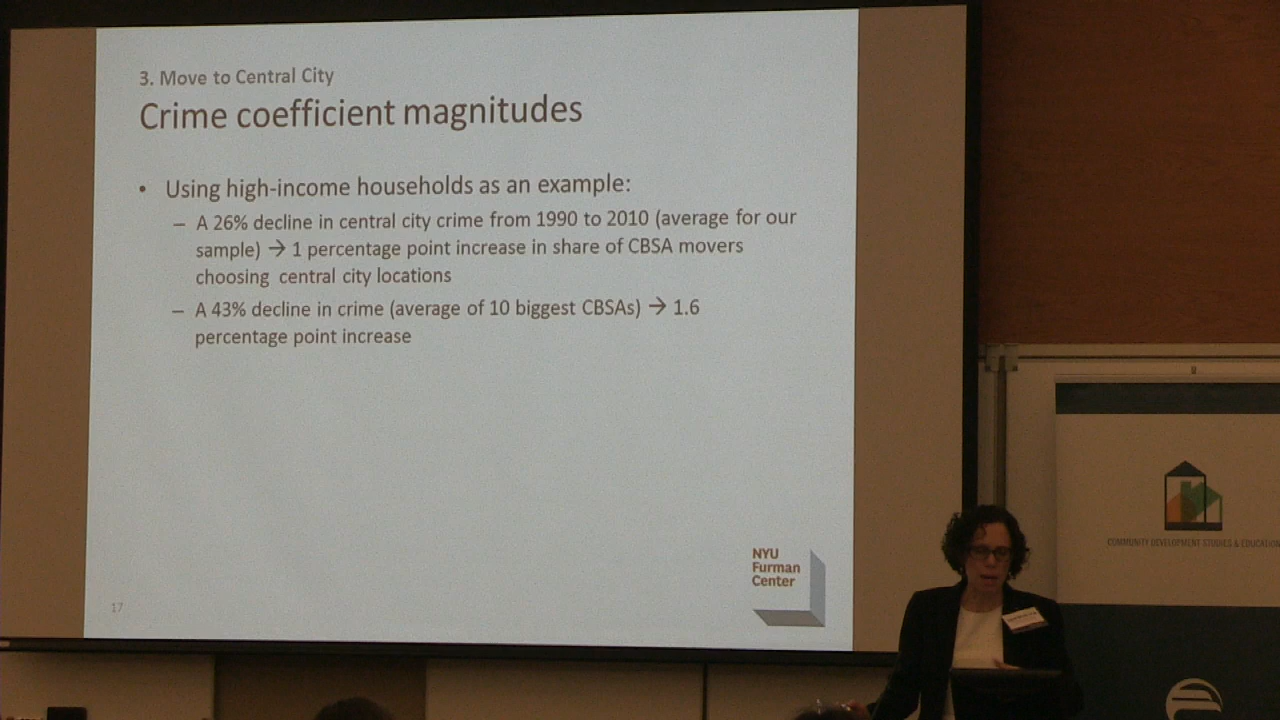 3. Move to Central City
Crime coefficient magnitudes
• Using high-income households as an example:
– A 26% decline in central city crime from 1990 to 2010 (average for our
sample) → 1 percentage point increase in share of CBSA movers
choosing central city locations
– A 43% decline in crime (average of 10 biggest CBSAs) → 1.6
percentage point increase
NYU
Furman
Center
17
COMMUNITY DEVELOPMENT STUDIES & EDUCATION